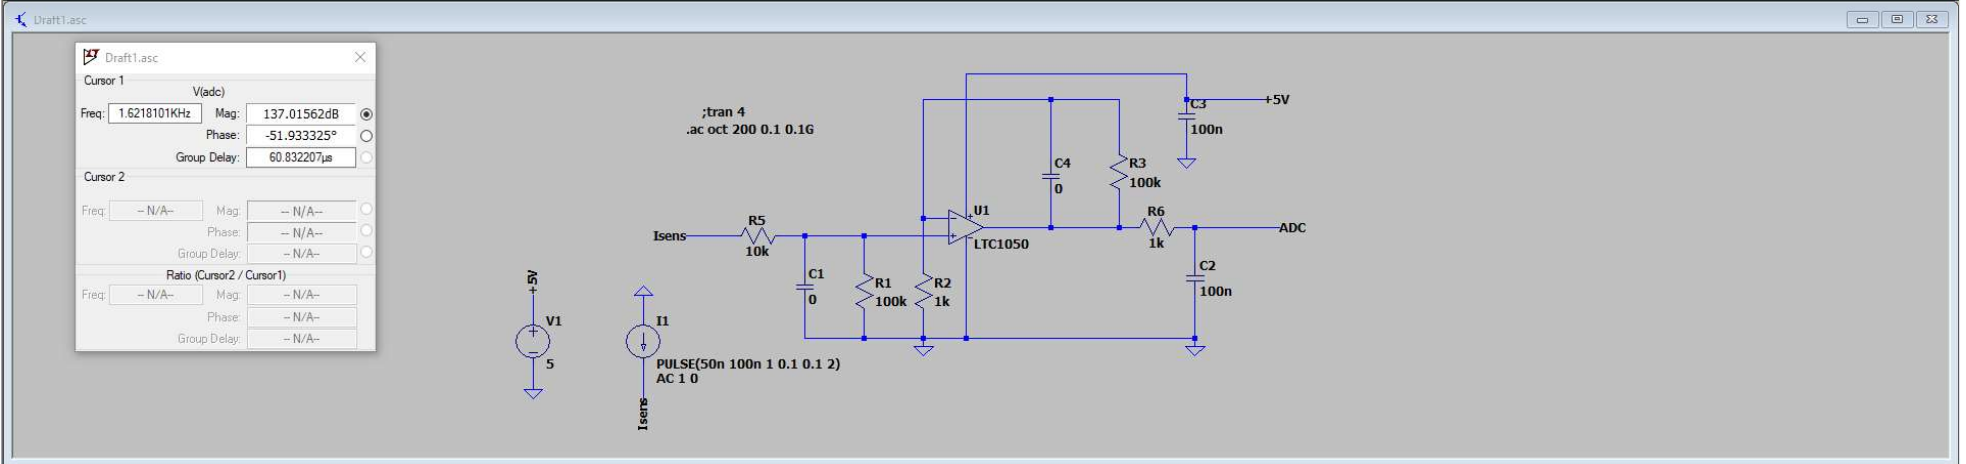 Draft1.asc
Draft1.asc
Cursor 1
V(adc)
Freq: 1.6218101KHz Mag: 137.01562dB
Phase: -51.933325°
Group Delay: 60.832207µs
Cursor 2
Freq: -- N/A-- Mag: -- N/A--
Phase: -- N/A--
Group Delay: -- N/A--
Ratio (Cursor2 / Cursor1)
Freq: -- N/A-- Mag: -- N/A--
Phase: -- N/A--
Group Delay: -- N/A--
;tran 4
.ac oct 200 0.1 0.1G
+5V
C3
100n
C4
0
R3
100k
U1
LTC1050
R6
1k
ADC
Isens
R5
10k
C1
0
R1
100k
R2
1k
C2
100n
+5V
V1
5
I1
PULSE(50n 100n 1 0.1 0.1 2)
AC 1 0
Isens